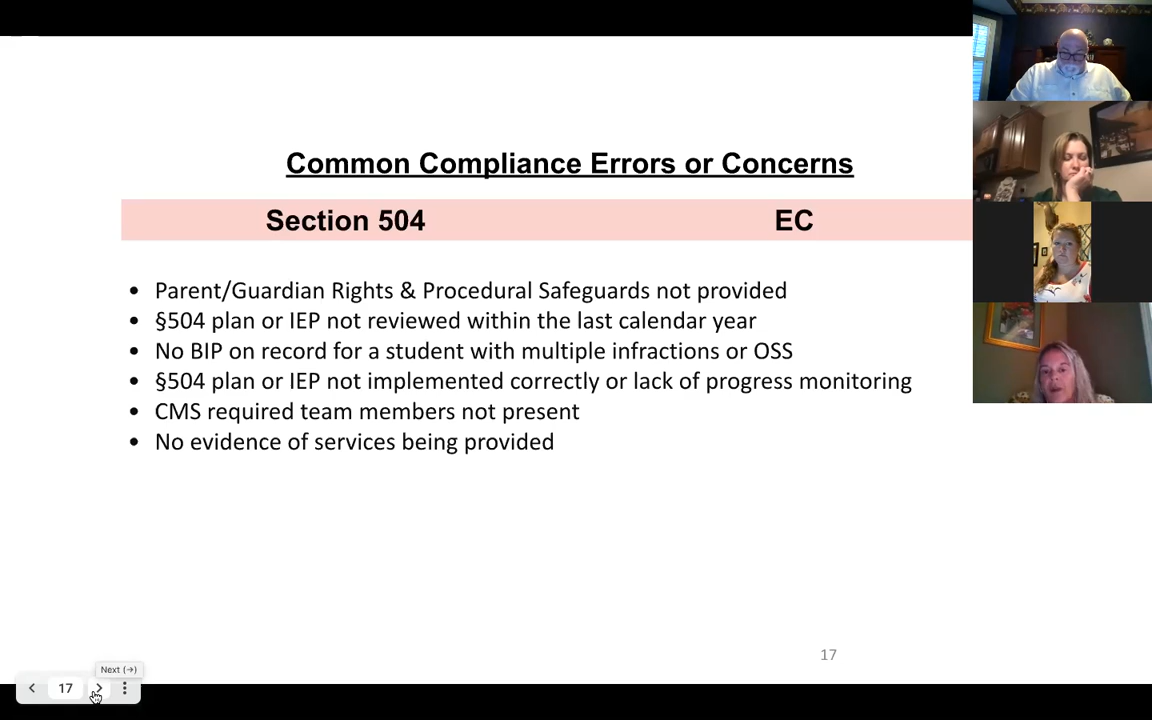 Common Compliance Errors or Concerns
Section 504 EC
• Parent/Guardian Rights & Procedural Safeguards not provided
• §504 plan or IEP not reviewed within the last calendar year
• No BIP on record for a student with multiple infractions or OSS
• §504 plan or IEP not implemented correctly or lack of progress monitoring
• CMS required team members not present
• No evidence of services being provided
17
Next (→)
17